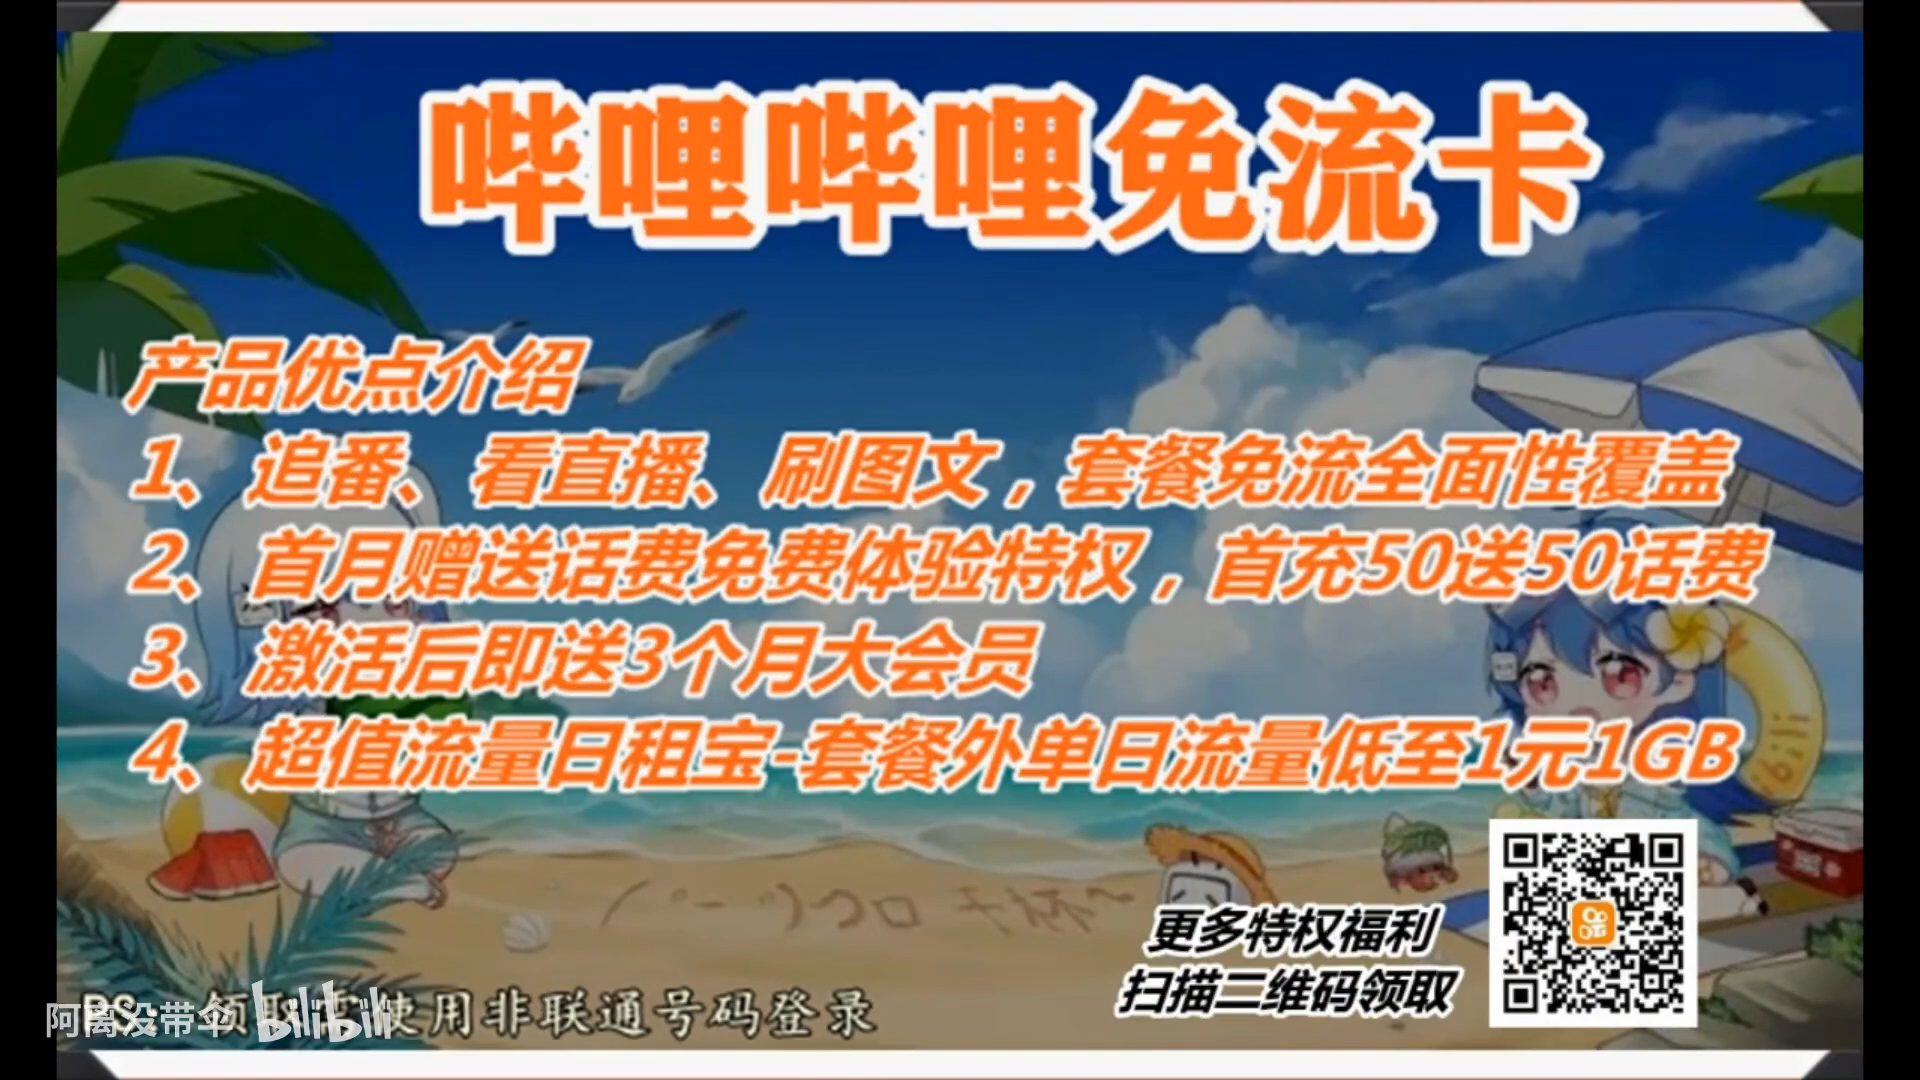 哔哩哔哩免流卡
产品优点介绍
1、追番、看直播、刷图文，套餐免流全面性覆盖
2、首月赠送话费免费体验特权，首充50送50话费
3、激活后即送3个月大会员
4、超值流量日租宝-套餐外单日流量低至1元1GB
bili
更多特权福利
扫描二维码领取
PS：领取需使用非联通号码登录
阿离没带伞 bilibili